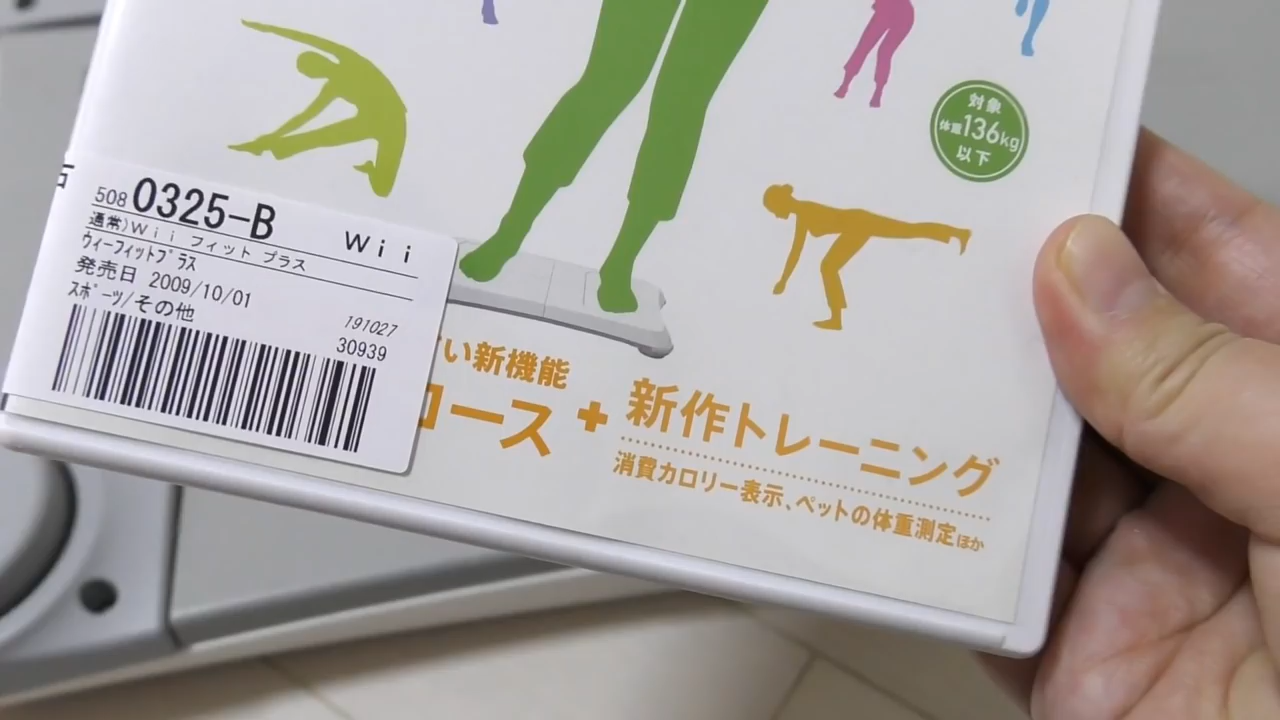 対象
体重136kg
以下
508 0325-B Wii
通常)Wii フィット プラス
ウィーフィットプラス
発売日 2009/10/01
スポーツ/その他
191027
30939
い新機能
コース + 新作トレーニング
消費カロリー表示、ペットの体重測定ほか